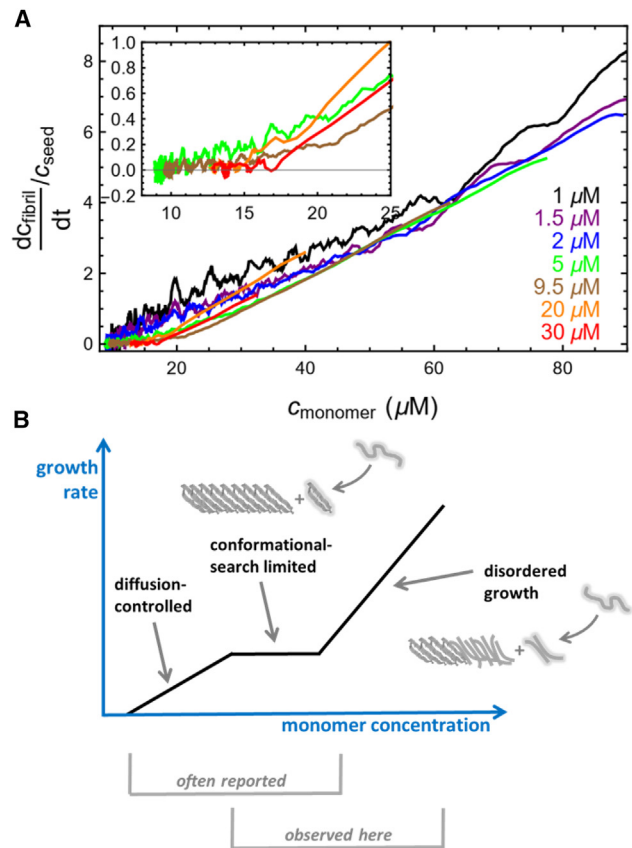 A
dc_fibril/dt/c_seed
8
6
4
2
0
1.0
0.8
0.6
0.4
0.2
0.0
-0.2
10
15
20
25
1 µM
1.5 µM
2 µM
5 µM
9.5 µM
20 µM
30 µM
20
40
60
80
c_monomer (µM)
B
growth
rate
+
conformational-
search limited
diffusion-
controlled
disordered
growth
+
monomer concentration
often reported
observed here